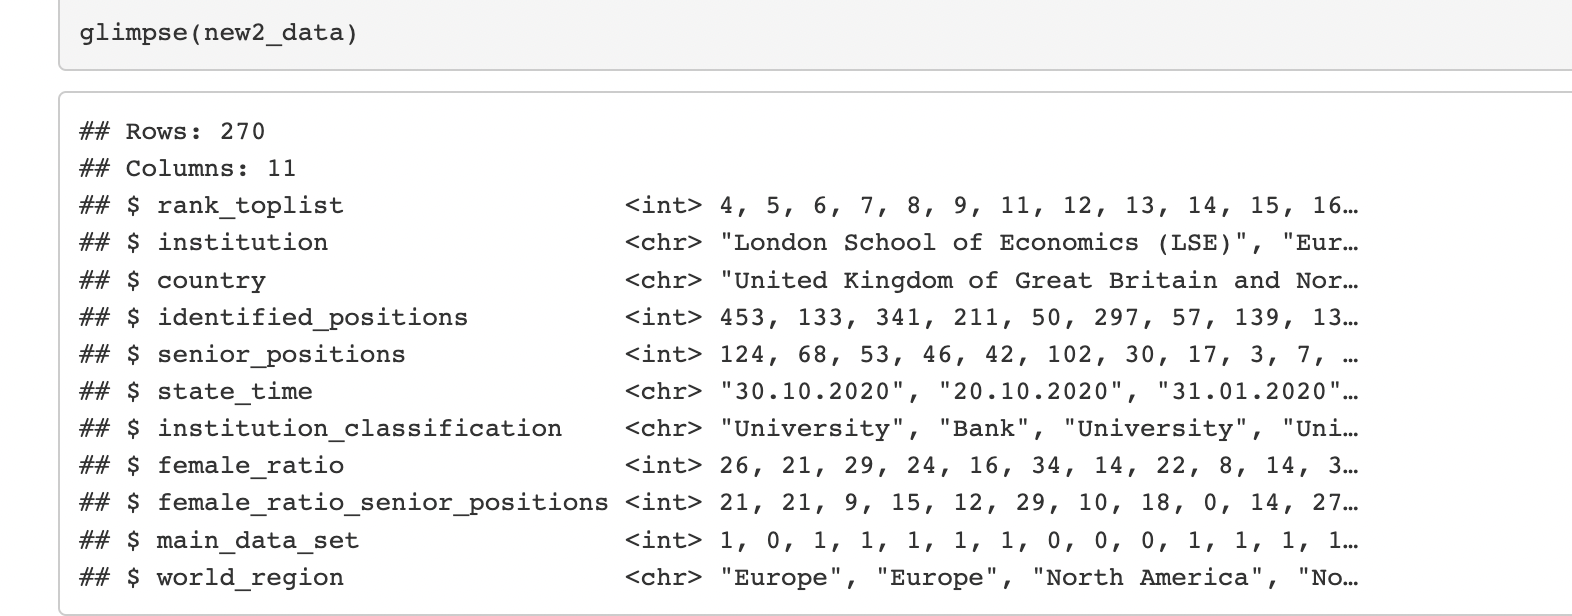 glimpse(new2_data)
## Rows: 270
## Columns: 11
## $ rank_toplist                  <int> 4, 5, 6, 7, 8, 9, 11, 12, 13, 14, 15, 16…
## $ institution                   <chr> "London School of Economics (LSE)", "Eur…
## $ country                       <chr> "United Kingdom of Great Britain and Nor…
## $ identified_positions          <int> 453, 133, 341, 211, 50, 297, 57, 139, 13…
## $ senior_positions              <int> 124, 68, 53, 46, 42, 102, 30, 17, 3, 7, …
## $ state_time                    <chr> "30.10.2020", "20.10.2020", "31.01.2020"…
## $ institution_classification    <chr> "University", "Bank", "University", "Uni…
## $ female_ratio                  <int> 26, 21, 29, 24, 16, 34, 14, 22, 8, 14, 3…
## $ female_ratio_senior_positions <int> 21, 21, 9, 15, 12, 29, 10, 18, 0, 14, 27…
## $ main_data_set                 <int> 1, 0, 1, 1, 1, 1, 1, 0, 0, 0, 1, 1, 1, 1…
## $ world_region                  <chr> "Europe", "Europe", "North America", "No…